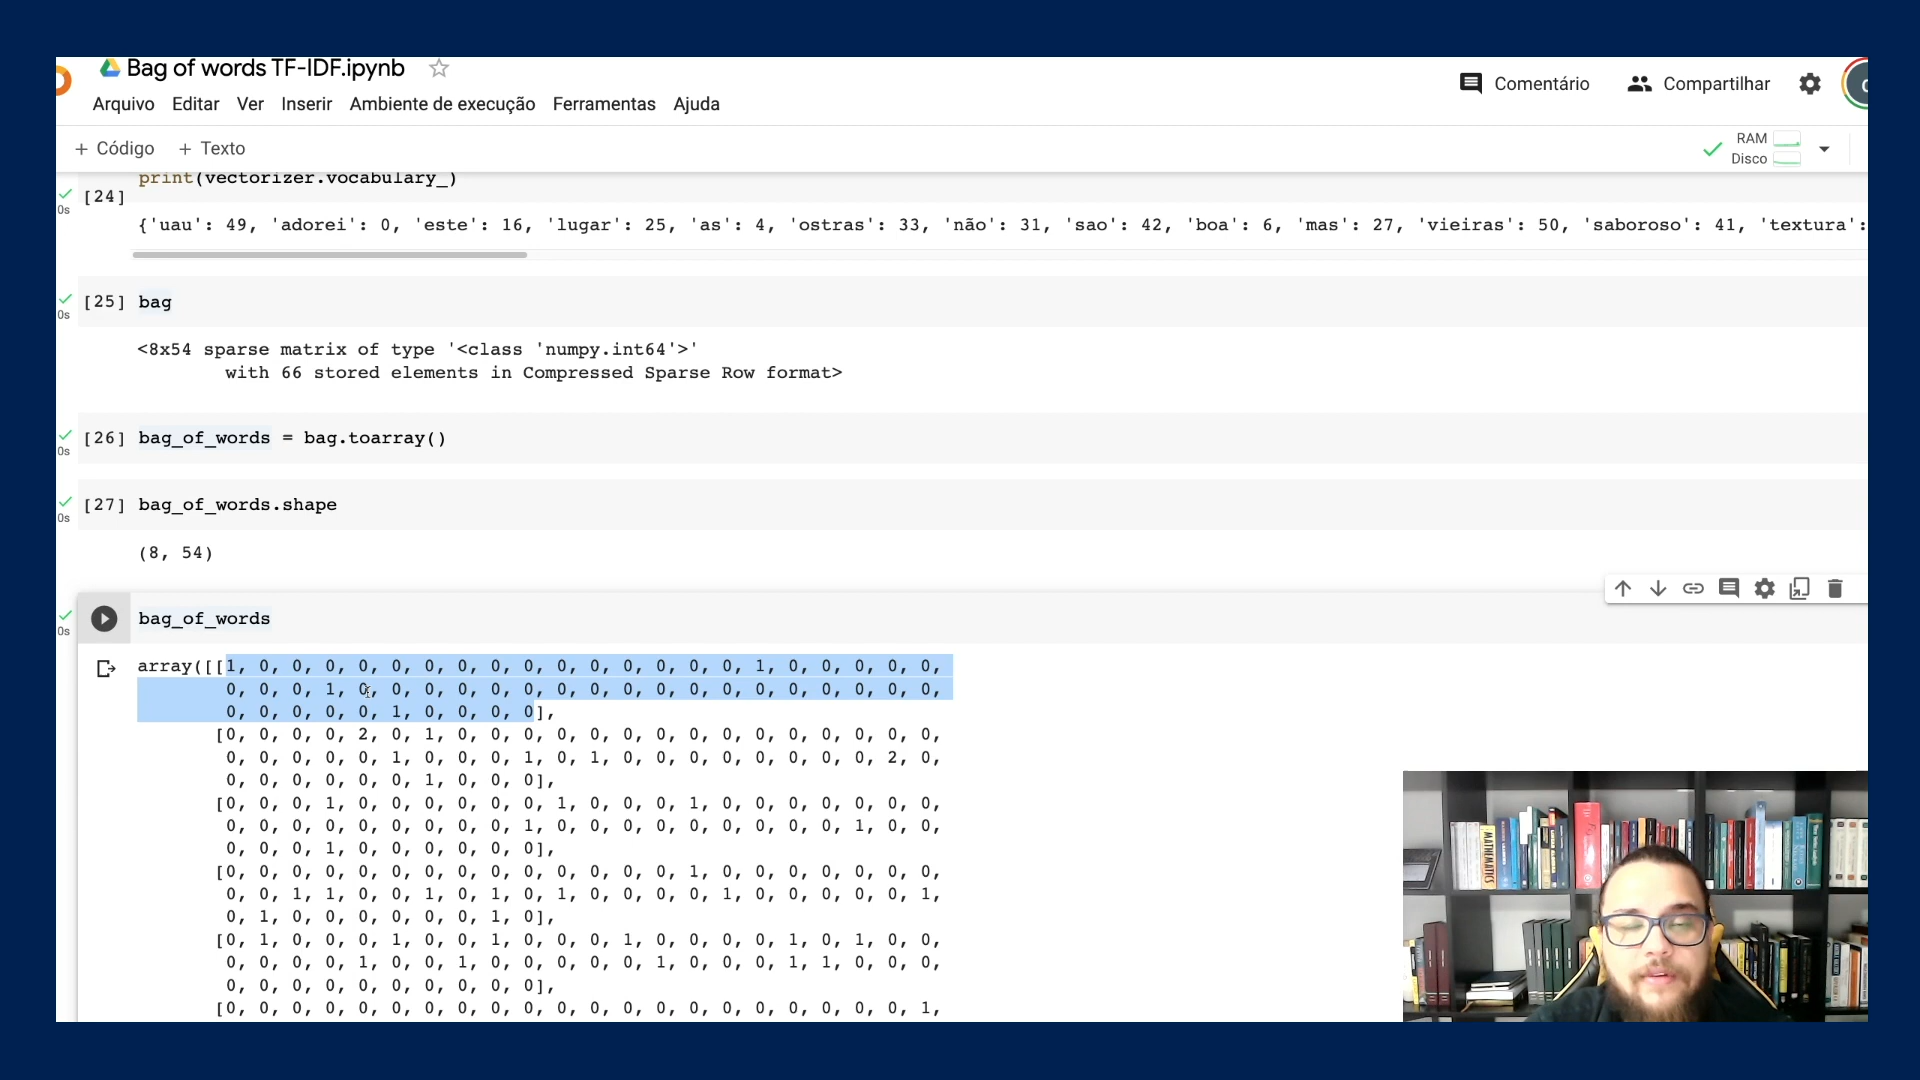 Bag of words TF-IDF.ipynb
Comentário
Compartilhar
Arquivo Editar Ver Inserir Ambiente de execução Ferramentas Ajuda
+ Código + Texto
RAM
Disco
print(vectorizer.vocabulary_)
[24]
0s
{'uau': 49, 'adorei': 0, 'este': 16, 'lugar': 25, 'as': 4, 'ostras': 33, 'não': 31, 'sao': 42, 'boa': 6, 'mas': 27, 'vieiras': 50, 'saboroso': 41, 'textura':
[25] bag
0s
<8x54 sparse matrix of type '<class 'numpy.int64'>'
with 66 stored elements in Compressed Sparse Row format>
[26] bag_of_words = bag.toarray()
0s
[27] bag_of_words.shape
0s
(8, 54)
bag_of_words
0s
array([[1, 0, 0, 0, 0, 0, 0, 0, 0, 0, 0, 0, 0, 0, 0, 0, 1, 0, 0, 0, 0, 0,
0, 0, 0, 1, 0, 0, 0, 0, 0, 0, 0, 0, 0, 0, 0, 0, 0, 0, 0, 0, 0, 0,
0, 0, 0, 0, 0, 1, 0, 0, 0, 0],
[0, 0, 0, 0, 2, 0, 1, 0, 0, 0, 0, 0, 0, 0, 0, 0, 0, 0, 0, 0, 0, 0,
0, 0, 0, 0, 0, 1, 0, 0, 0, 1, 0, 1, 0, 0, 0, 0, 0, 0, 0, 0, 2, 0,
0, 0, 0, 0, 0, 0, 1, 0, 0, 0],
[0, 0, 0, 1, 0, 0, 0, 0, 0, 0, 1, 0, 0, 0, 1, 0, 0, 0, 0, 0, 0, 0,
0, 0, 0, 0, 0, 0, 0, 0, 0, 1, 0, 0, 0, 0, 0, 0, 0, 0, 0, 1, 0, 0,
0, 0, 0, 1, 0, 0, 0, 0, 0, 0],
[0, 0, 0, 0, 0, 0, 0, 0, 0, 0, 0, 0, 0, 0, 1, 0, 0, 0, 0, 0, 0, 0,
0, 0, 1, 1, 0, 0, 1, 0, 1, 0, 1, 0, 0, 0, 0, 1, 0, 0, 0, 0, 0, 1,
0, 1, 0, 0, 0, 0, 0, 0, 1, 0],
[0, 1, 0, 0, 0, 1, 0, 0, 1, 0, 0, 0, 1, 0, 0, 0, 0, 1, 0, 1, 0, 0,
0, 0, 0, 0, 1, 0, 0, 1, 0, 0, 0, 0, 0, 1, 0, 0, 0, 1, 1, 0, 0, 0,
0, 0, 0, 0, 0, 0, 0, 0, 0, 0],
[0, 0, 0, 0, 0, 0, 0, 0, 0, 0, 0, 0, 0, 0, 0, 0, 0, 0, 0, 0, 0, 1,
MATHEMATICS